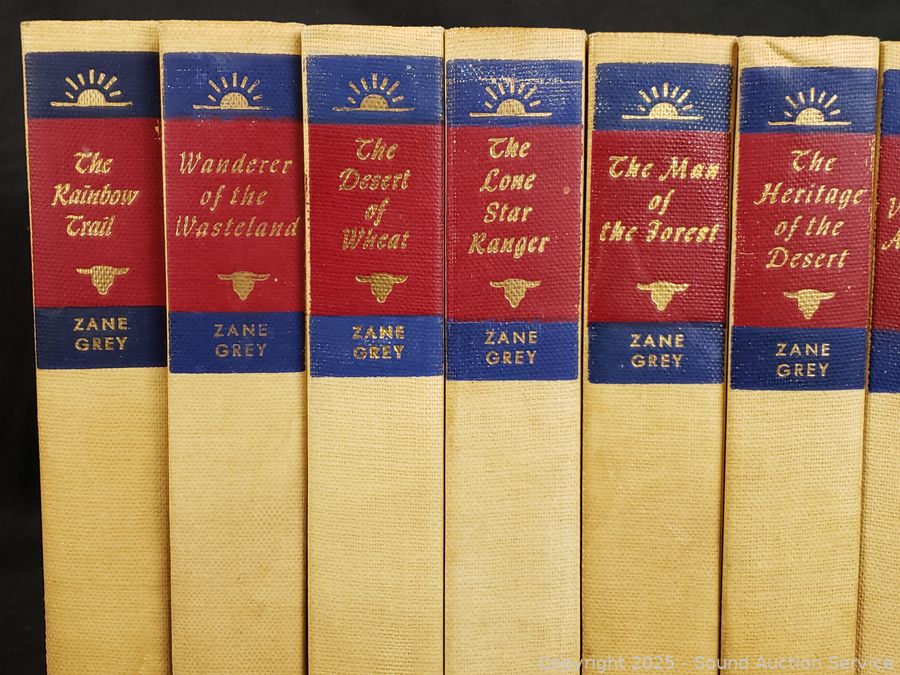 The
Rainbow
Trail
ZANE
GREY
Wanderer
of the
Wasteland
ZANE
GREY
The
Desert
of
Wheat
ZANE
GREY
The
Lone
Star
Ranger
ZANE
GREY
The Man
of
the Forest
ZANE
GREY
The
Heritage
of the
Desert
ZANE
GREY
Copyright 2025 - Sound Auction Service